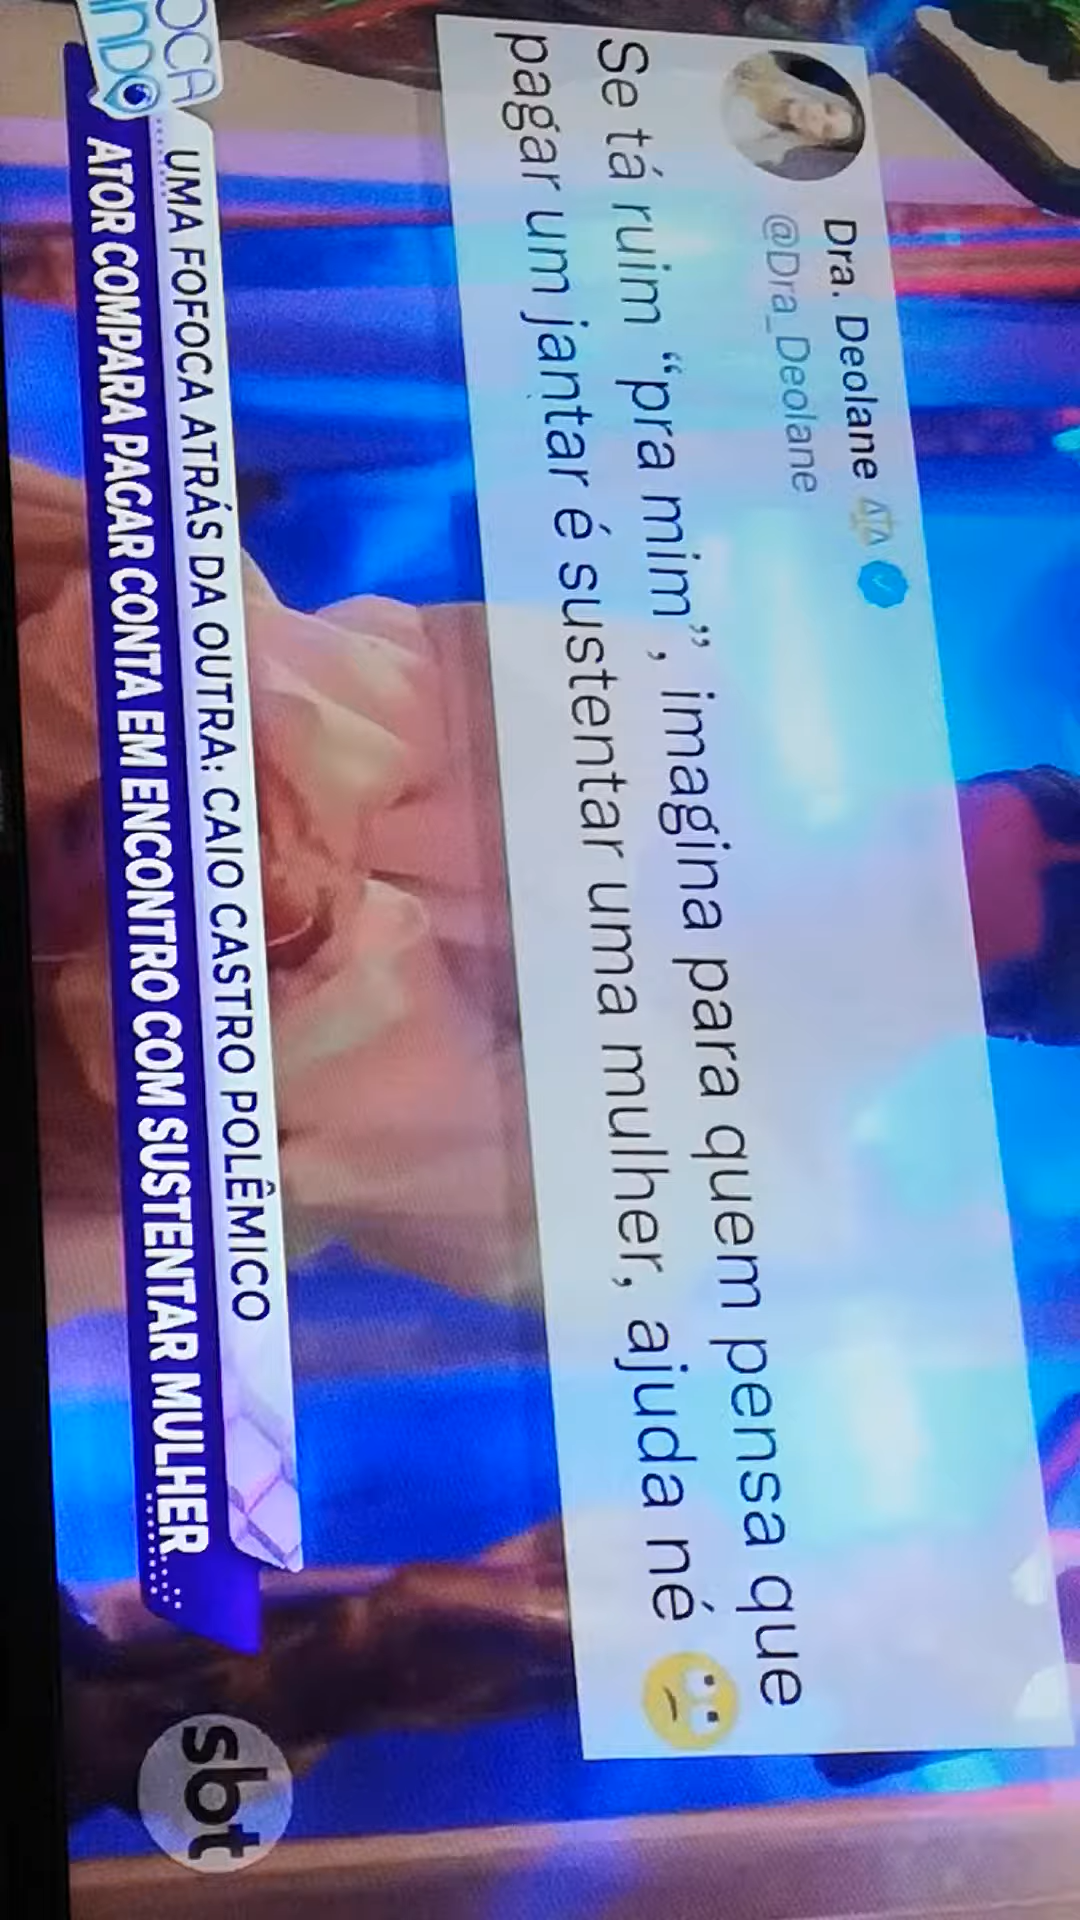 Dra. Deolane
@Dra_Deolane
Se tá ruim “pra mim”, imagina para quem pensa que
pagar um jantar é sustentar uma mulher, ajuda né
UMA FOFOCA ATRÁS DA OUTRA: CAIO CASTRO POLÊMICO
ATOR COMPARA PAGAR CONTA EM ENCONTRO COM SUSTENTAR MULHER
sbt